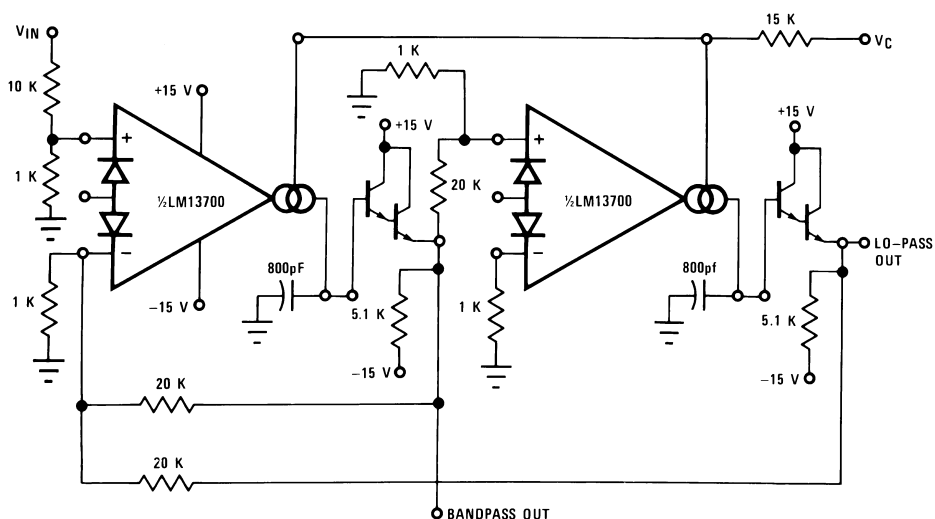 VIN
10 K
+15 V
+
1 K
½LM13700
−
−15 V
1 K
800pF
+15 V
1 K
20 K
5.1 K
−15 V
+
½LM13700
−
1 K
15 K
VC
800pf
+15 V
LO-PASS
OUT
5.1 K
−15 V
20 K
20 K
BANDPASS OUT